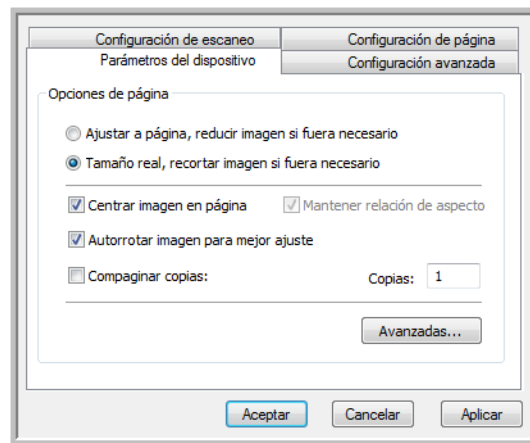 Configuración de escaneo
Configuración de página
Parámetros del dispositivo
Configuración avanzada
Opciones de página
Ajustar a página, reducir imagen si fuera necesario
Tamaño real, recortar imagen si fuera necesario
Centrar imagen en página
Mantener relación de aspecto
Autorrotar imagen para mejor ajuste
Compaginar copias:
Copias: 1
Avanzadas...
Aceptar
Cancelar
Aplicar